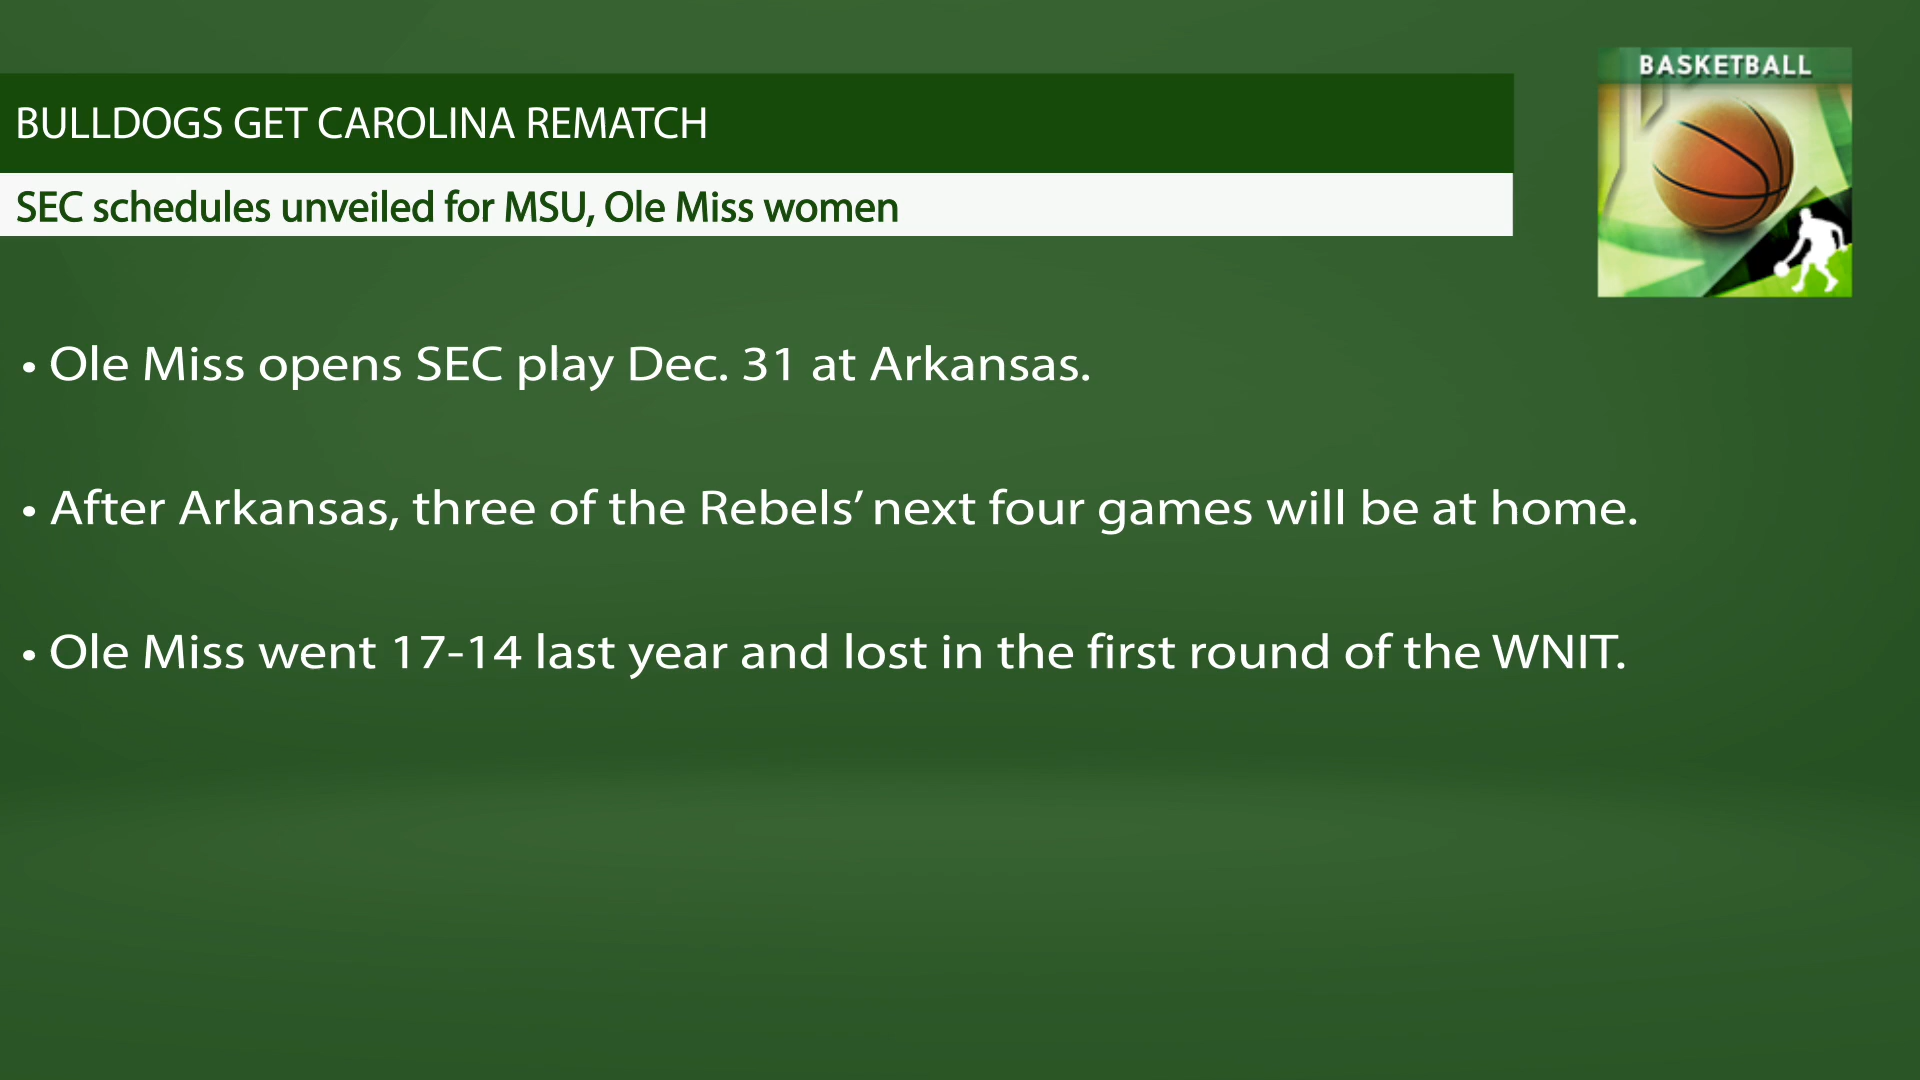 BASKETBALL
BULLDOGS GET CAROLINA REMATCH
SEC schedules unveiled for MSU, Ole Miss women
• Ole Miss opens SEC play Dec. 31 at Arkansas.
• After Arkansas, three of the Rebels’ next four games will be at home.
• Ole Miss went 17-14 last year and lost in the first round of the WNIT.